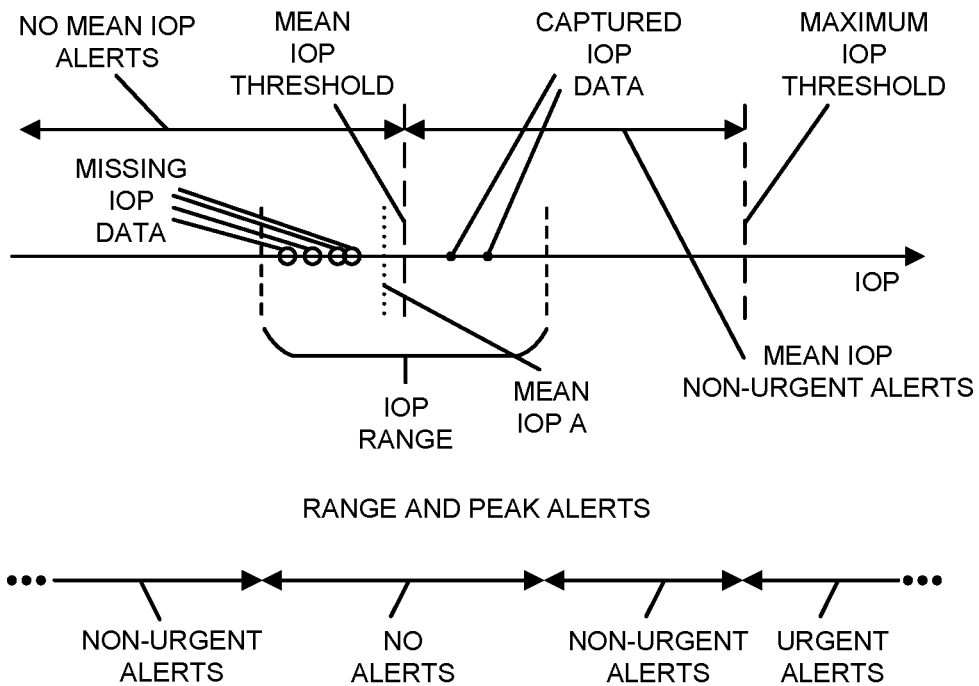 NO MEAN IOP
ALERTS
MEAN
IOP
THRESHOLD
CAPTURED
IOP
DATA
MAXIMUM
IOP
THRESHOLD
MISSING
IOP
DATA
IOP
MEAN IOP
NON-URGENT ALERTS
MEAN
IOP A
IOP
RANGE
RANGE AND PEAK ALERTS
NON-URGENT
ALERTS
NO
ALERTS
NON-URGENT
ALERTS
URGENT
ALERTS